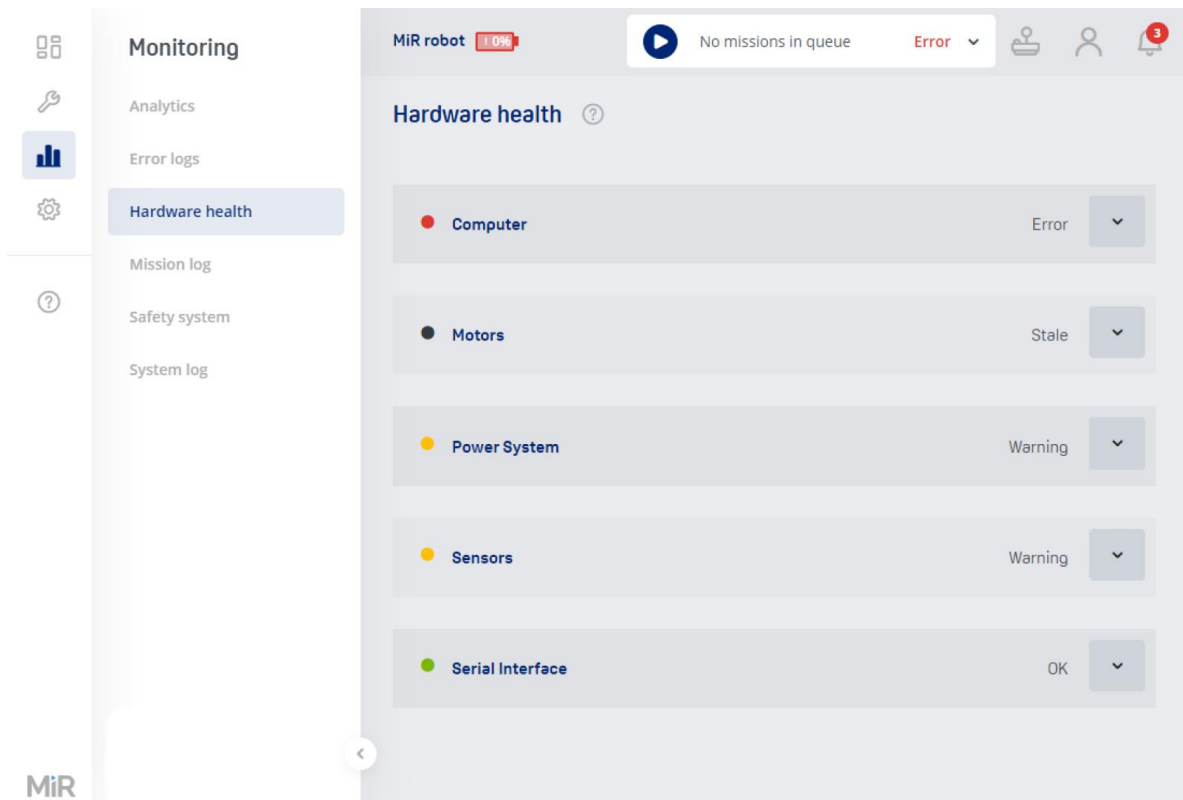 Monitoring
Analytics
Error logs
Hardware health
Mission log
Safety system
System log
MiR
MiR robot ! 0% No missions in queue Error 3
Hardware health ?
Computer Error
Motors Stale
Power System Warning
Sensors Warning
Serial Interface OK